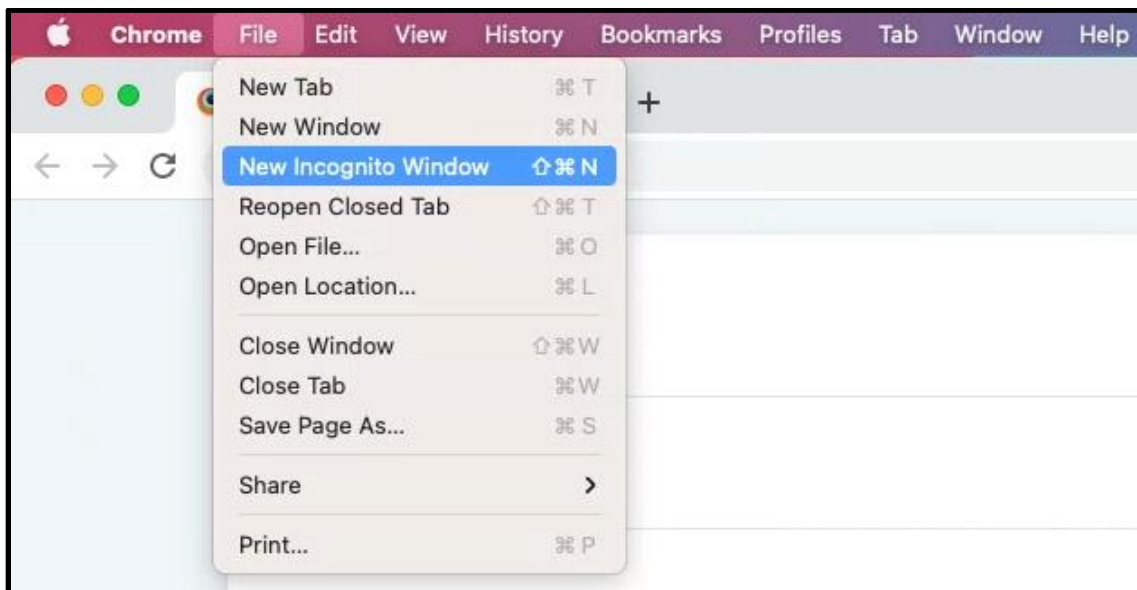 Chrome File Edit View History Bookmarks Profiles Tab Window Help
New Tab ⌘ T
New Window ⌘ N
New Incognito Window ⇧ ⌘ N
Reopen Closed Tab ⇧ ⌘ T
Open File... ⌘ O
Open Location... ⌘ L
Close Window ⇧ ⌘ W
Close Tab ⌘ W
Save Page As... ⌘ S
Share
Print... ⌘ P